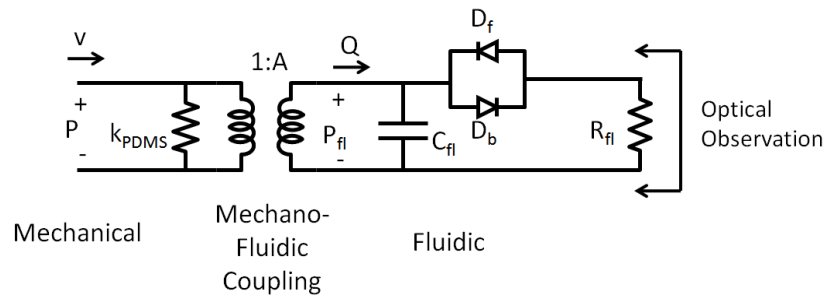 v
1:A
Q
D_f
+
P
-
k_PDMS
+
P_fl
-
C_fl
D_b
R_fl
Optical
Observation
Mechanical
Mechano-
Fluidic
Coupling
Fluidic